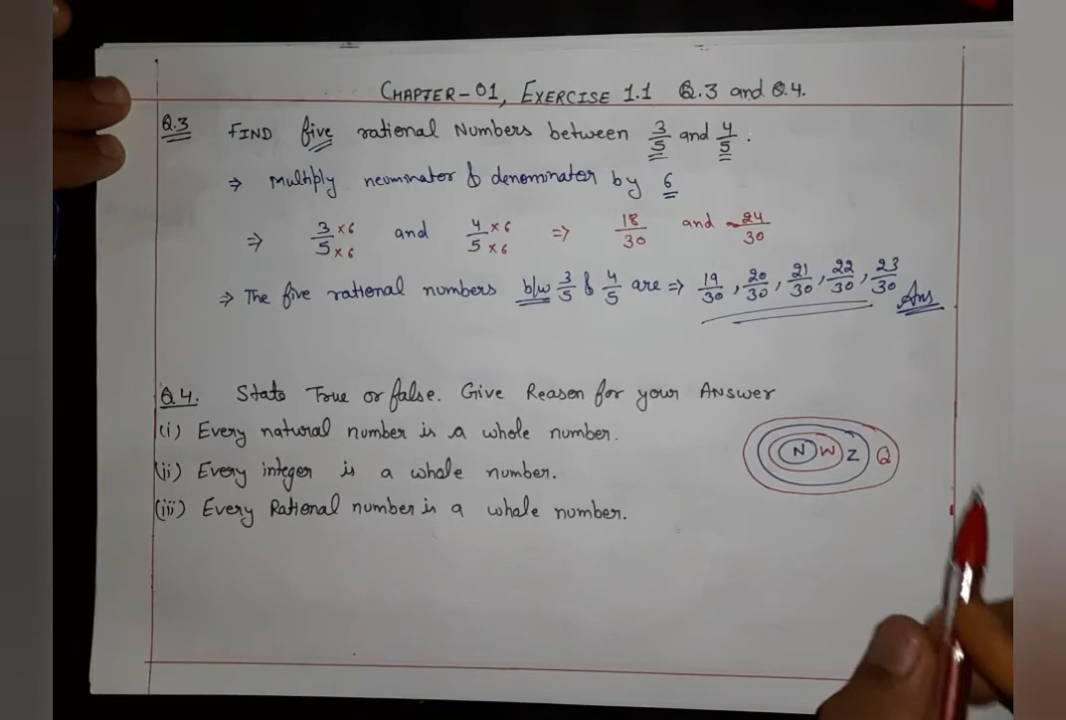 CHAPTER-01, EXERCISE 1.1 Q.3 and Q.4.
Q.3 FIND five rational Numbers between 3/5 and 4/5.
⇒ Multiply neuminator & denominator by 6
⇒ 3×6/5×6 and 4×6/5×6 ⇒ 18/30 and 24/30
⇒ The five rational numbers b/w 3/5 & 4/5 are ⇒ 19/30, 20/30, 21/30, 22/30, 23/30 Ans.
Q.4. State True or false. Give Reason for your Answer
(i) Every natural number is a whole number.
(ii) Every integer is a whole number.
(iii) Every Rational number is a whole number.
N W Z Q